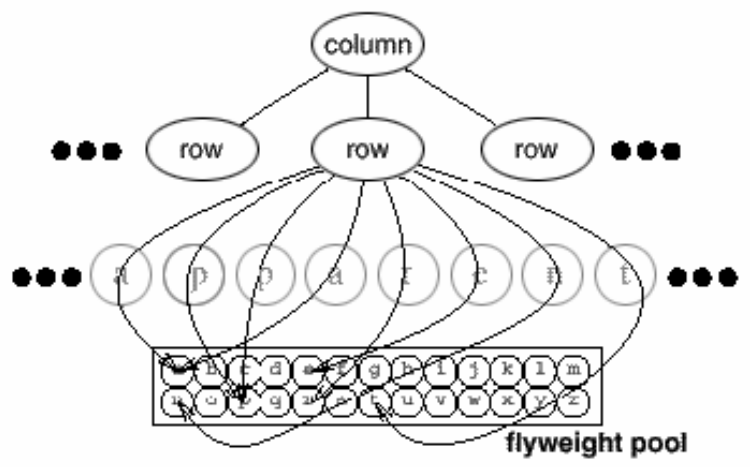 column
row row row
a p p a r e n t
a b c d e f g h i j k l m
n o p q r s t u v w x y z
flyweight pool